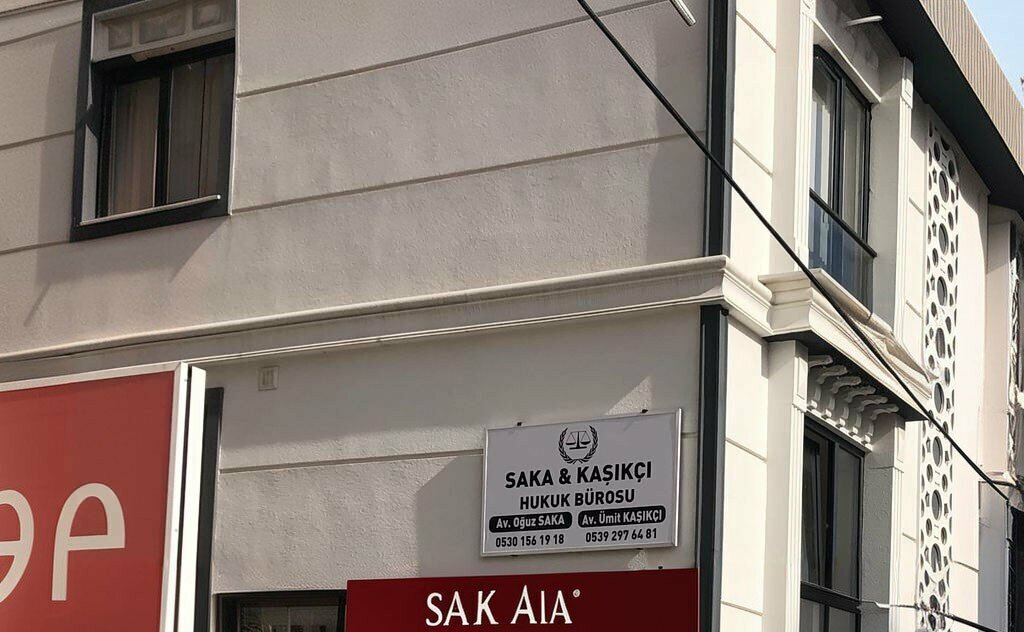 SAKA & KAŞIKÇI
HUKUK BÜROSU
Av. Oğuz SAKA Av. Ümit KAŞIKÇI
0530 156 19 18 0539 297 64 81
SAK AlA®